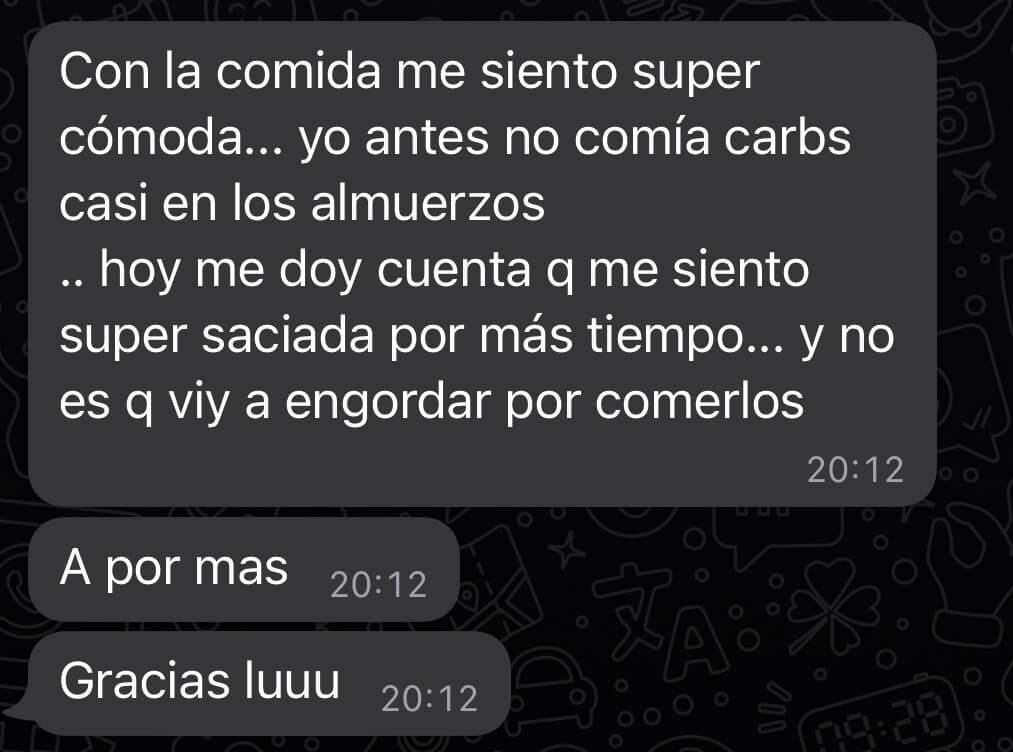 Con la comida me siento super
cómoda... yo antes no comía carbs
casi en los almuerzos
.. hoy me doy cuenta q me siento
super saciada por más tiempo... y no
es q viy a engordar por comerlos
20:12
A por mas 20:12
Gracias luuu 20:12
09:28